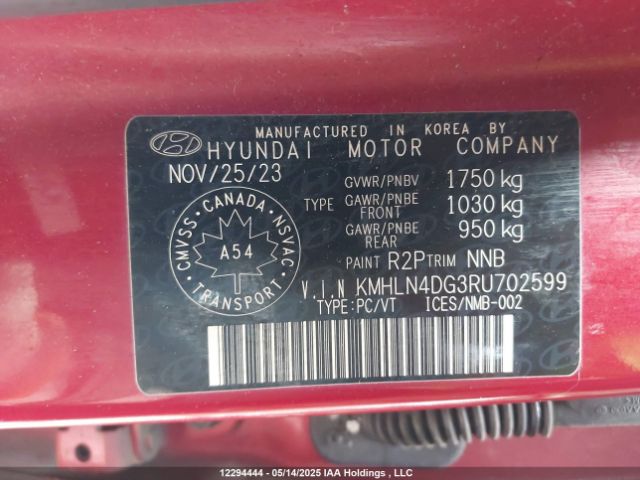 MANUFACTURED IN KOREA BY
HYUNDAI MOTOR COMPANY
NOV/25/23
GVWR/PNBV 1750 kg
TYPE GAWR/PNBE FRONT 1030 kg
GAWR/PNBE REAR 950 kg
PAINT R2P TRIM NNB
CMVSS • CANADA • NSVAC • TRANSPORT •
A54
V.I.N KMHLN4DG3RU702599
TYPE:PC/VT ICES/NMB-002
12294444 - 05/14/2025 IAA Holdings , LLC